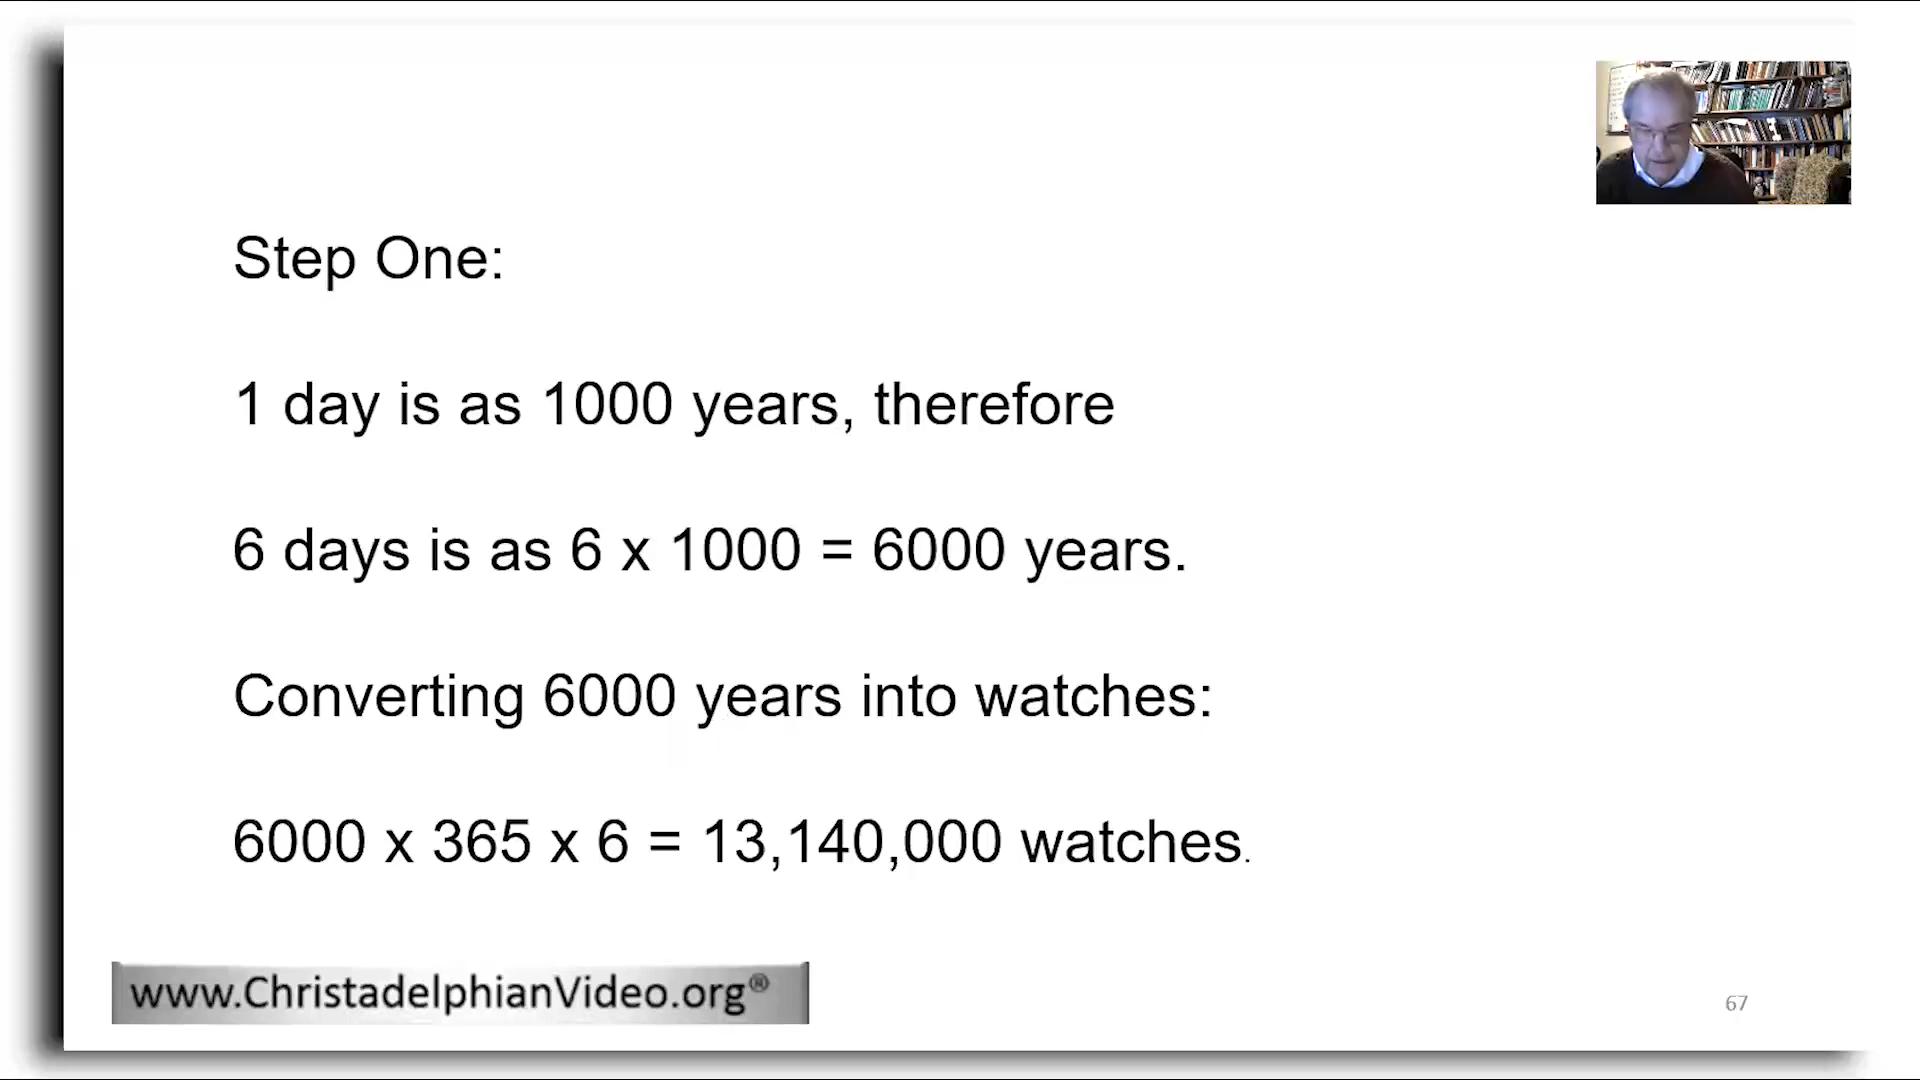 Step One:
1 day is as 1000 years, therefore
6 days is as 6 x 1000 = 6000 years.
Converting 6000 years into watches:
6000 x 365 x 6 = 13,140,000 watches.
www.ChristadelphianVideo.org®
67